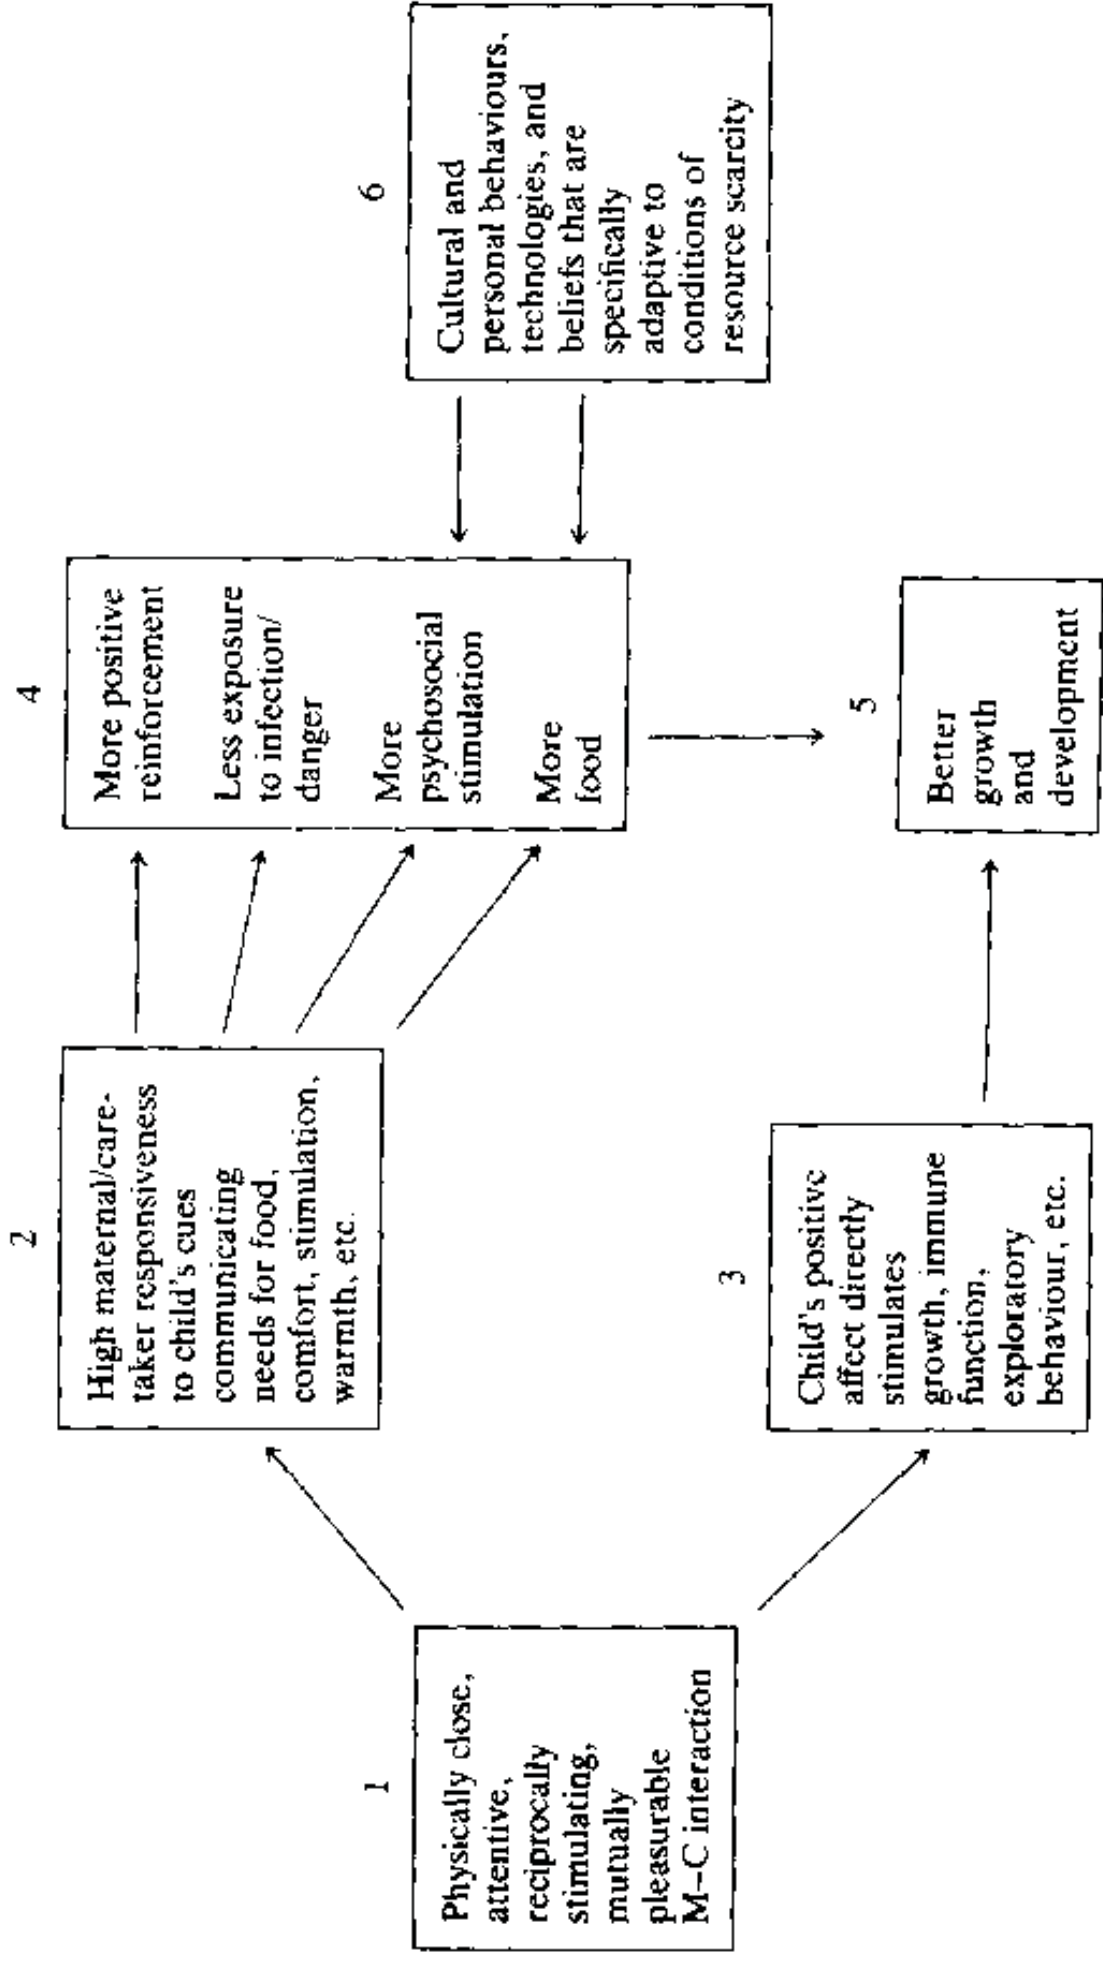 1
Physically close,
attentive,
reciprocally
stimulating,
mutually
pleasurable
M–C interaction
2
High maternal/care-
taker responsiveness
to child's cues
communicating
needs for food,
comfort, stimulation,
warmth, etc.
3
Child's positive
affect directly
stimulates
growth, immune
function,
exploratory
behaviour, etc.
4
More positive
reinforcement
Less exposure
to infection/
danger
More
psychosocial
stimulation
More
food
5
Better
growth
and
development
6
Cultural and
personal behaviours,
technologies, and
beliefs that are
specifically
adaptive to
conditions of
resource scarcity